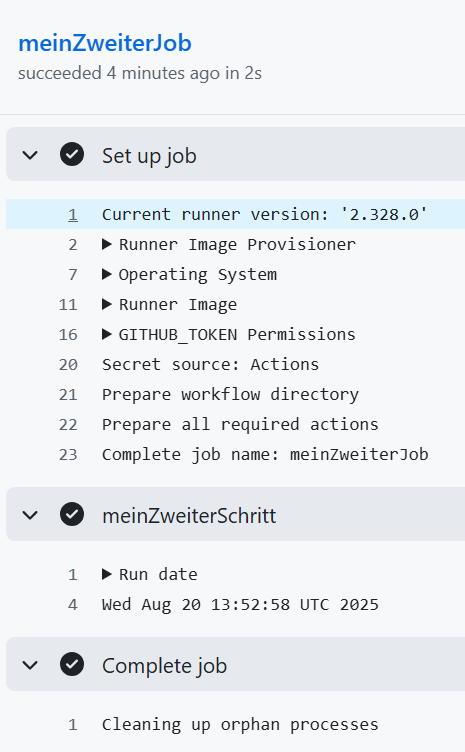 meinZweiterJob
succeeded 4 minutes ago in 2s
Set up job
1 Current runner version: '2.328.0'
2 Runner Image Provisioner
7 Operating System
11 Runner Image
16 GITHUB_TOKEN Permissions
20 Secret source: Actions
21 Prepare workflow directory
22 Prepare all required actions
23 Complete job name: meinZweiterJob
meinZweiterSchritt
1 Run date
4 Wed Aug 20 13:52:58 UTC 2025
Complete job
1 Cleaning up orphan processes